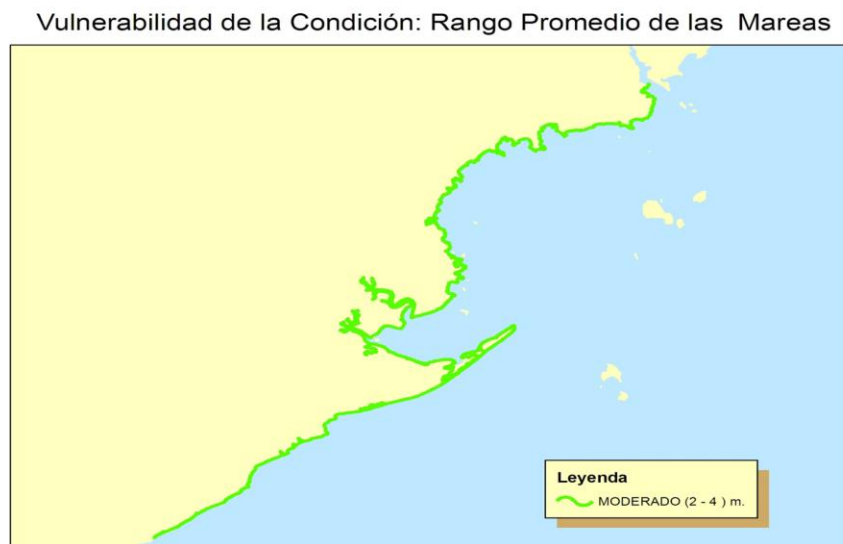 Vulnerabilidad de la Condición: Rango Promedio de las Mareas
Leyenda
MODERADO (2 - 4 ) m.